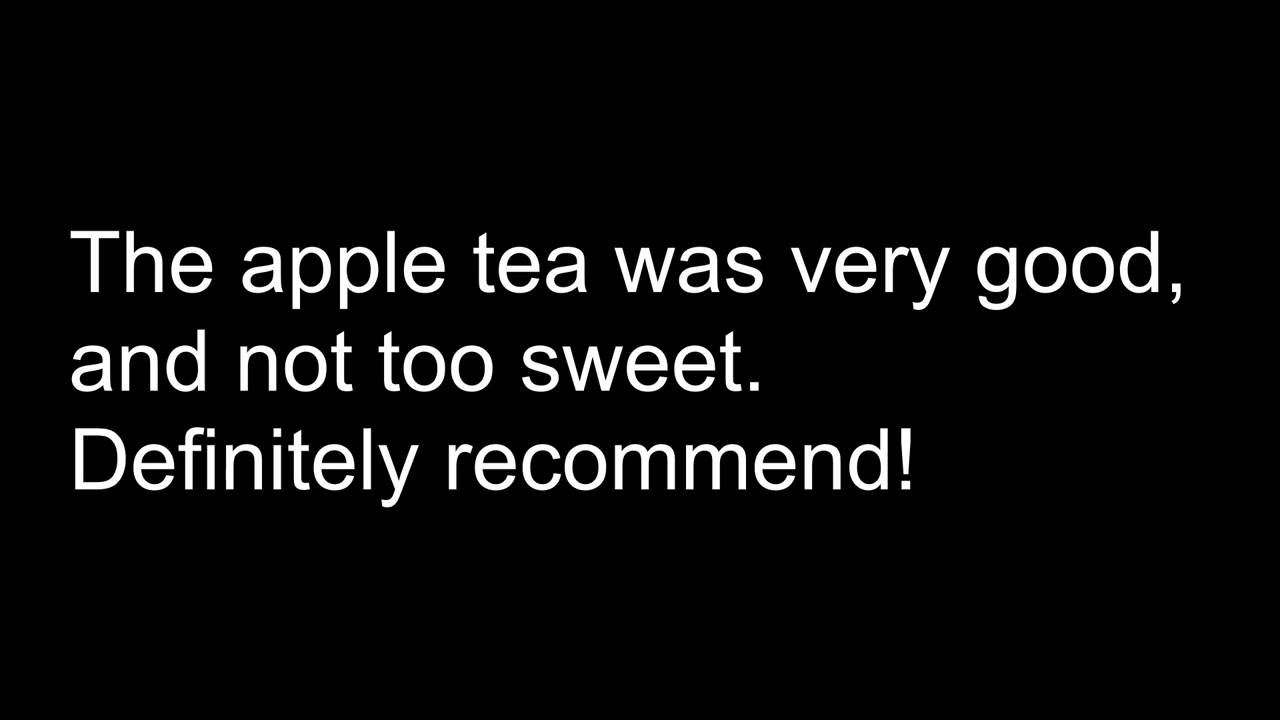 The apple tea was very good,
and not too sweet.
Definitely recommend!